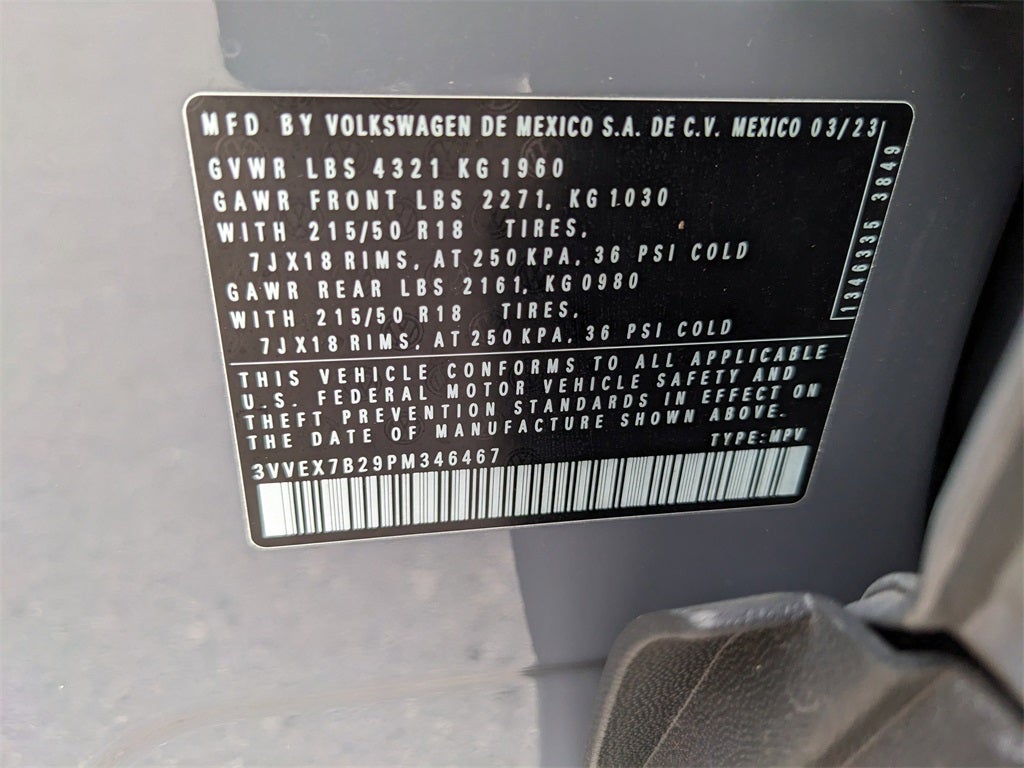 MFD BY VOLKSWAGEN DE MEXICO S.A. DE C.V. MEXICO 03/23
GVWR LBS 4321 KG 1960
GAWR FRONT LBS 2271, KG 1030
WITH 215/50 R18 TIRES,
7JX18 RIMS, AT 250 KPA, 36 PSI COLD
GAWR REAR LBS 2161, KG 0980
WITH 215/50 R18 TIRES,
7JX18 RIMS, AT 250 KPA, 36 PSI COLD
THIS VEHICLE CONFORMS TO ALL APPLICABLE
U.S. FEDERAL MOTOR VEHICLE SAFETY AND
THEFT PREVENTION STANDARDS IN EFFECT ON
THE DATE OF MANUFACTURE SHOWN ABOVE.
TYPE:MPV
3VVEX7B29PM346467
1346335 3849